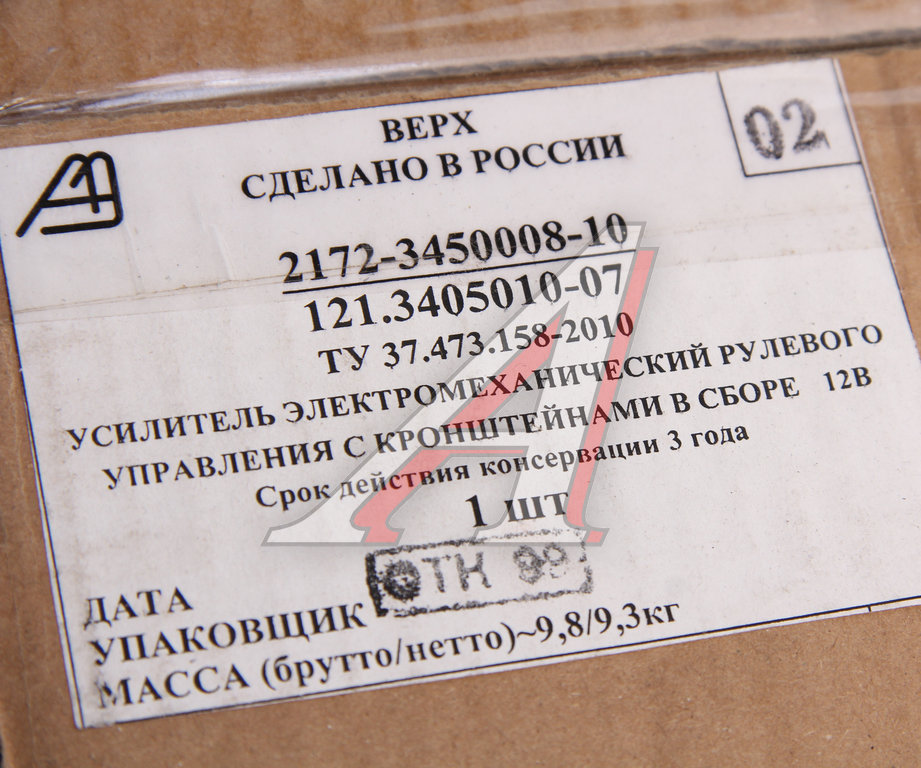 ВЕРХ
02
СДЕЛАНО В РОССИИ
2172-3450008-10
121.3405010-07
ТУ 37.473.158-2010
УСИЛИТЕЛЬ ЭЛЕКТРОМЕХАНИЧЕСКИЙ РУЛЕВОГО
УПРАВЛЕНИЯ С КРОНШТЕЙНАМИ В СБОРЕ 12В
Срок действия консервации 3 года
1 шт
ОТК 99
ДАТА
УПАКОВЩИК
МАССА (брутто/нетто)~9,8/9,3кг